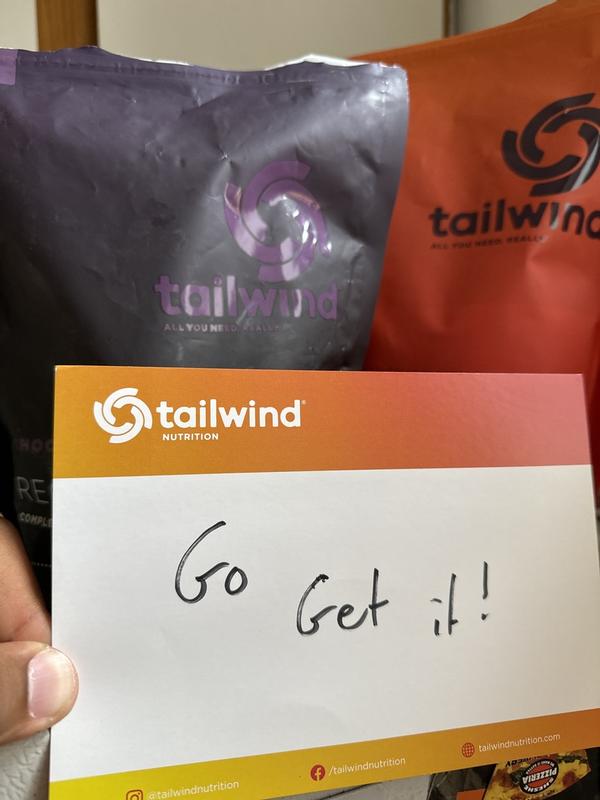 tailwind
ALL YOU NEED, REALLY
tailwind
ALL YOU NEED. REALLY
tailwind
NUTRITION
Go Get it!
@tailwindnutrition
/tailwindnutrition
tailwindnutrition.com
PIZZERIA